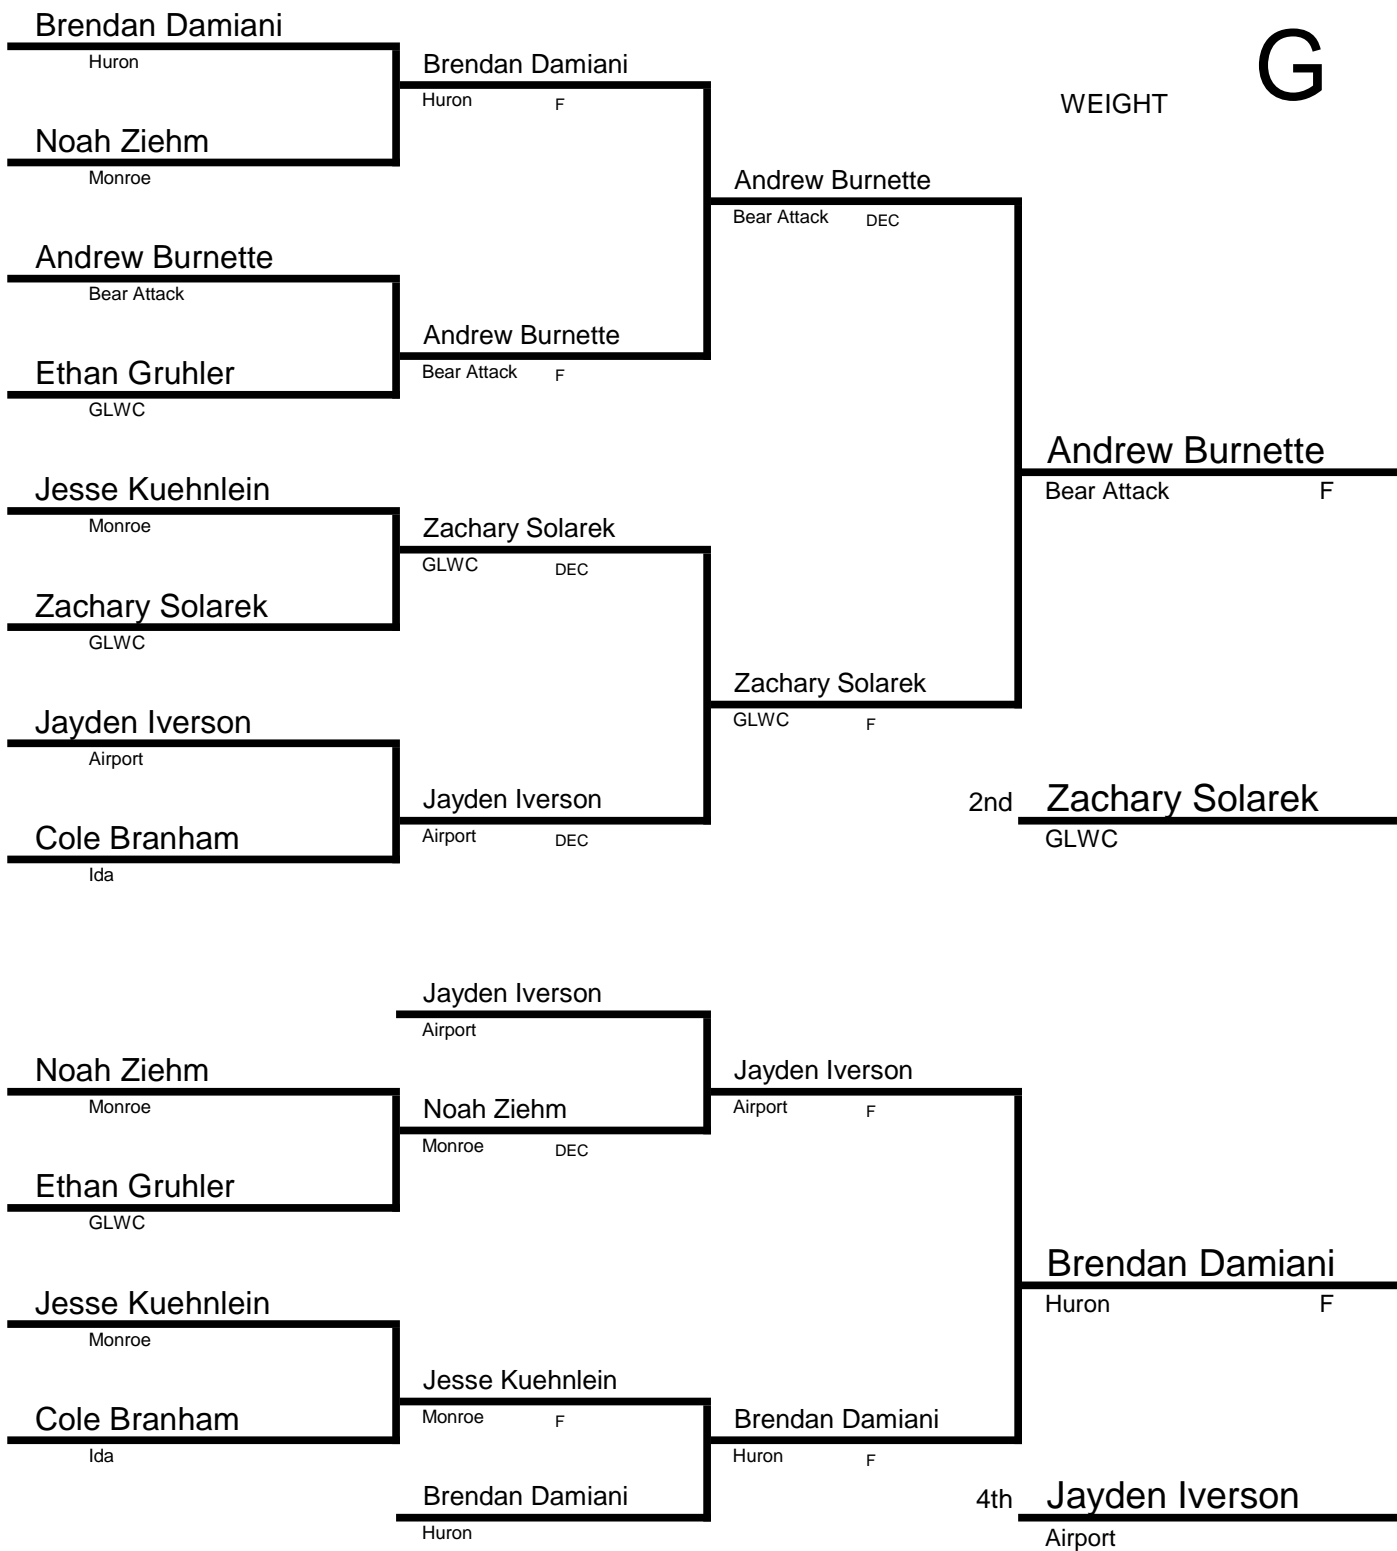 Brendan Damiani
Huron
Brendan Damiani
Huron F
G
WEIGHT
Noah Ziehm
Monroe
Andrew Burnette
Bear Attack DEC
Andrew Burnette
Bear Attack
Andrew Burnette
Bear Attack F
Ethan Gruhler
GLWC
Andrew Burnette
Bear Attack F
Jesse Kuehnlein
Monroe
Zachary Solarek
GLWC DEC
Zachary Solarek
GLWC
Zachary Solarek
GLWC F
Jayden Iverson
Airport
Jayden Iverson
Airport DEC
2nd Zachary Solarek
GLWC
Cole Branham
Ida
Jayden Iverson
Airport
Noah Ziehm
Monroe
Jayden Iverson
Airport F
Noah Ziehm
Monroe DEC
Ethan Gruhler
GLWC
Brendan Damiani
Huron F
Jesse Kuehnlein
Monroe
Jesse Kuehnlein
Monroe F
Cole Branham
Ida
Brendan Damiani
Huron F
Brendan Damiani
Huron
4th Jayden Iverson
Airport